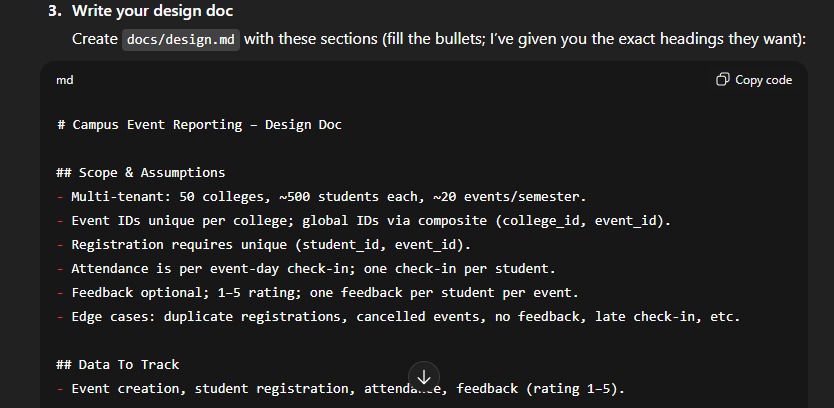 3. Write your design doc
Create docs/design.md with these sections (fill the bullets; I've given you the exact headings they want):
md
Copy code
# Campus Event Reporting – Design Doc
## Scope & Assumptions
- Multi-tenant: 50 colleges, ~500 students each, ~20 events/semester.
- Event IDs unique per college; global IDs via composite (college_id, event_id).
- Registration requires unique (student_id, event_id).
- Attendance is per event-day check-in; one check-in per student.
- Feedback optional; 1–5 rating; one feedback per student per event.
- Edge cases: duplicate registrations, cancelled events, no feedback, late check-in, etc.
## Data To Track
- Event creation, student registration, attendance, feedback (rating 1–5).